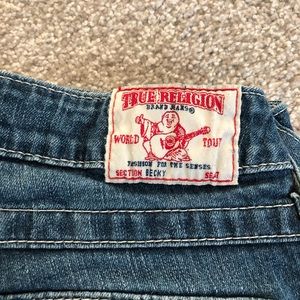 TRUE RELIGION
BRAND JEANS®
WORLD TOUR
FASHION FOR THE SENSES
SECTION BECKY SEAT